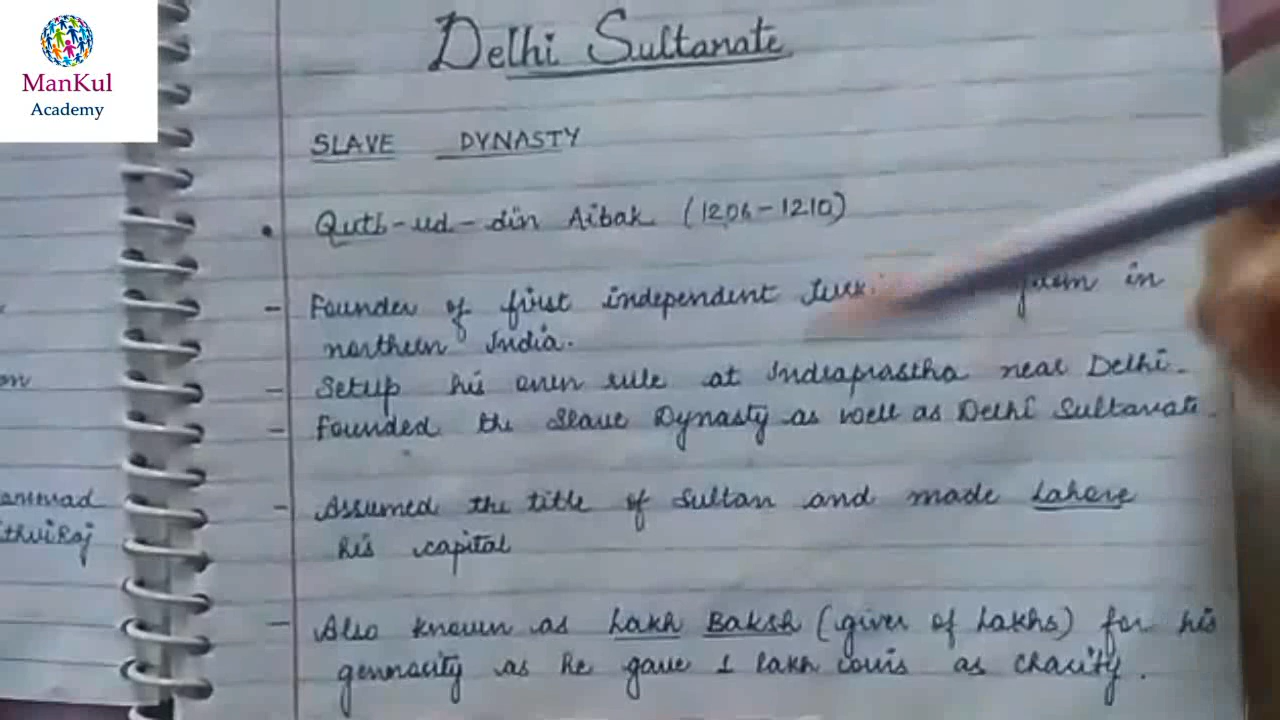 ManKul
Academy
Delhi Sultanate
SLAVE DYNASTY
• Qutb-ud-din Aibak (1206-1210)
- Founder of first independent in
northern India.
- Setup his own rule at Indraprastha near Delhi.
- Founded the Slave Dynasty as well as Delhi Sultanate.
- Assumed the title of Sultan and made Lahore
his capital
- Also known as Lakh Baksh (giver of Lakhs) for his
genrosity as he gave 1 lakh coins as charity.